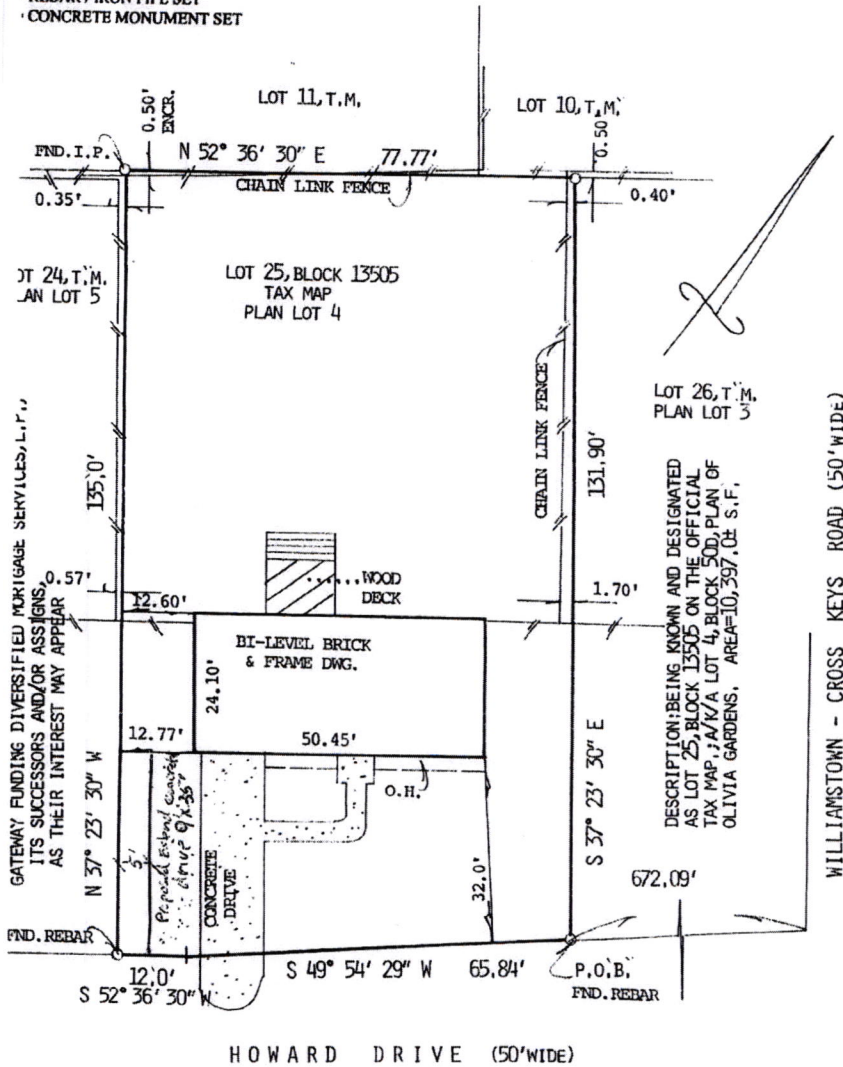 CONCRETE MONUMENT SET
LOT 11, T.M.
LOT 10, T.M.
0.50'
ENCR.
0.50
FND. I.P.
N 52° 36' 30" E
77.77'
CHAIN LINK FENCE
0.35'
0.40'
OT 24, T.M.
LAN LOT 5
LOT 25, BLOCK 13505
TAX MAP
PLAN LOT 4
LOT 26, T.M.
PLAN LOT 3
CHAIN LINK FENCE
135.0'
131.90'
WILLIAMSTOWN - CROSS KEYS ROAD (50'WIDE)
GATEWAY FUNDING DIVERSIFIED MORTGAGE SERVICES, L.P.,
ITS SUCCESSORS AND/OR ASSIGNS,
AS THEIR INTEREST MAY APPEAR
DESCRIPTION: BEING KNOWN AND DESIGNATED
AS LOT 25, BLOCK 13505 ON THE OFFICIAL
TAX MAP.; A/K/A LOT 4, BLOCK 50D, PLAN OF
OLIVIA GARDENS. AREA=10,397.0± S.F.
0.57'
12.60'
......WOOD
DECK
1.70'
BI-LEVEL BRICK
& FRAME DWG.
24.10'
12.77'
50.45'
O.H.
N 37° 23' 30" W
5'
Proposed Extend concrete
drive 9'x35'
CONCRETE
DRIVE
32.0'
S 37° 23' 30" E
672.09'
FND. REBAR
12.0'
S 52° 36' 30" W
S 49° 54' 29" W
65.84'
P.O.B.
FND. REBAR
HOWARD DRIVE (50'WIDE)